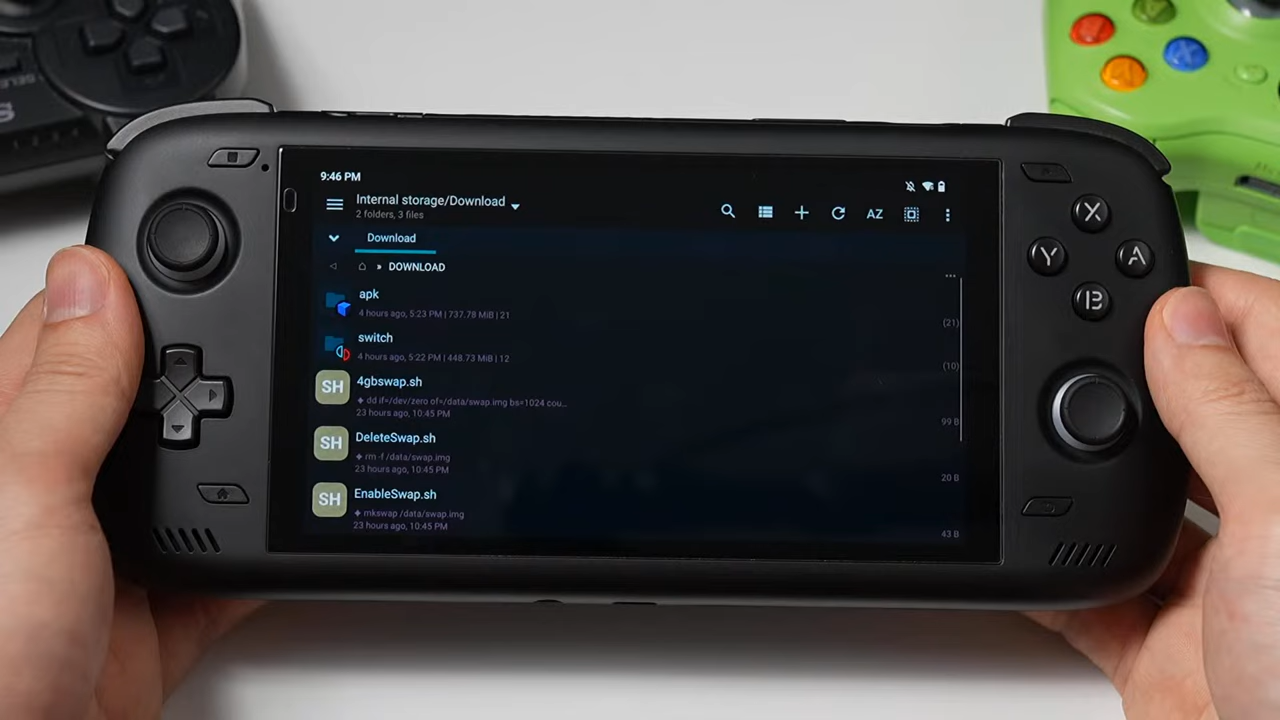 SELE
S
9:46 PM
Internal storage/Download
2 folders, 3 files
AZ
Download
» DOWNLOAD
apk
4 hours ago, 5:23 PM | 737.78 MiB | 21
(21)
switch
4 hours ago, 5:22 PM | 448.73 MiB | 12
(10)
SH
4gbswap.sh
dd if=/dev/zero of=/data/swap.img bs=1024 cou...
23 hours ago, 10:45 PM
99 B
SH
DeleteSwap.sh
rm -f /data/swap.img
23 hours ago, 10:45 PM
20 B
SH
EnableSwap.sh
mkswap /data/swap.img
23 hours ago, 10:45 PM
43 B
X
Y
A
B
Y
X
A